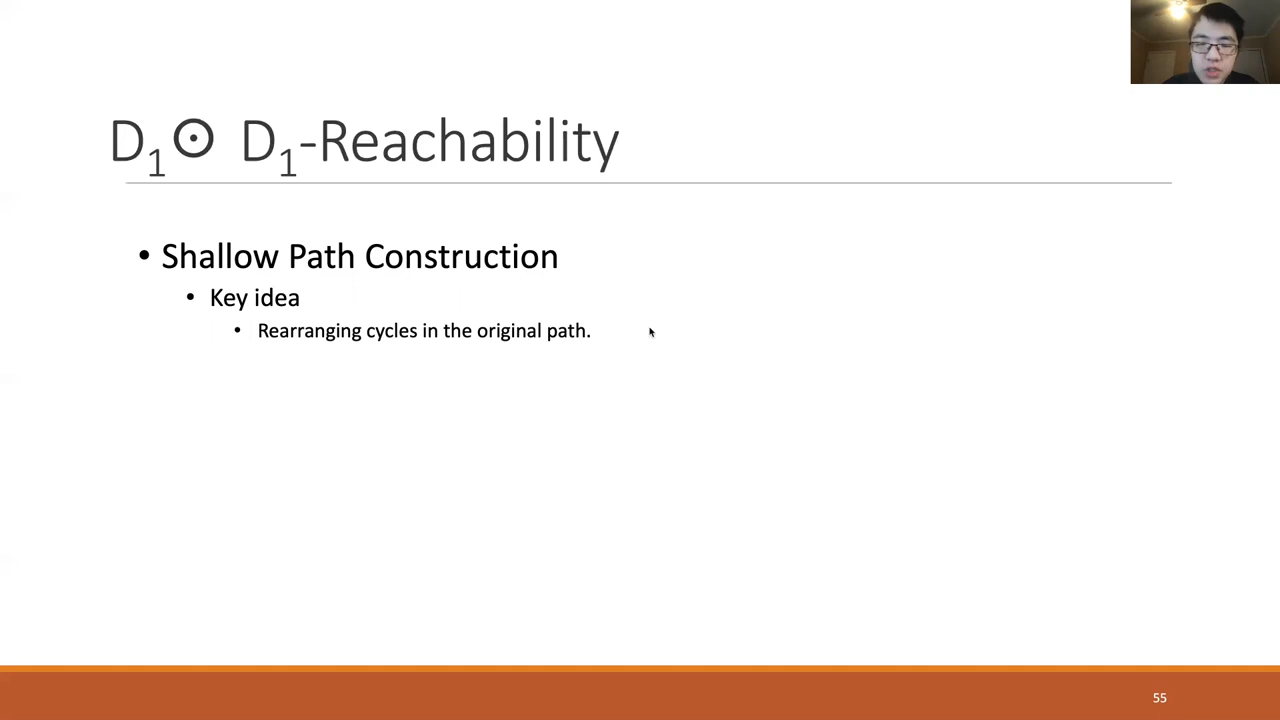 D₁⊙ D₁-Reachability
• Shallow Path Construction
• Key idea
• Rearranging cycles in the original path.
55